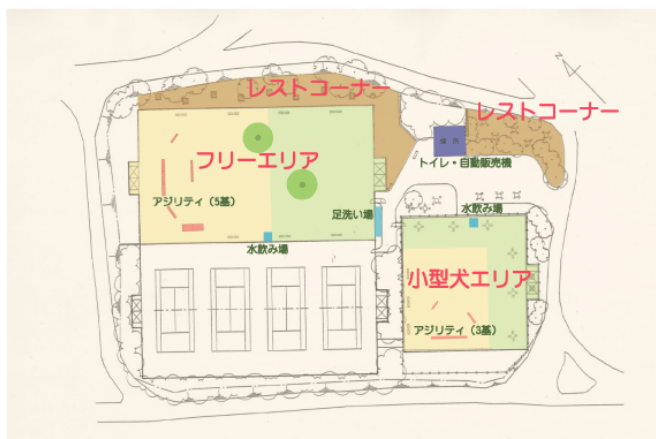 レストコーナー
N
レストコーナー
フリーエリア
トイレ・自動販売機
アジリティ（5基）
足洗い場
水飲み場
水飲み場
小型犬エリア
アジリティ（3基）